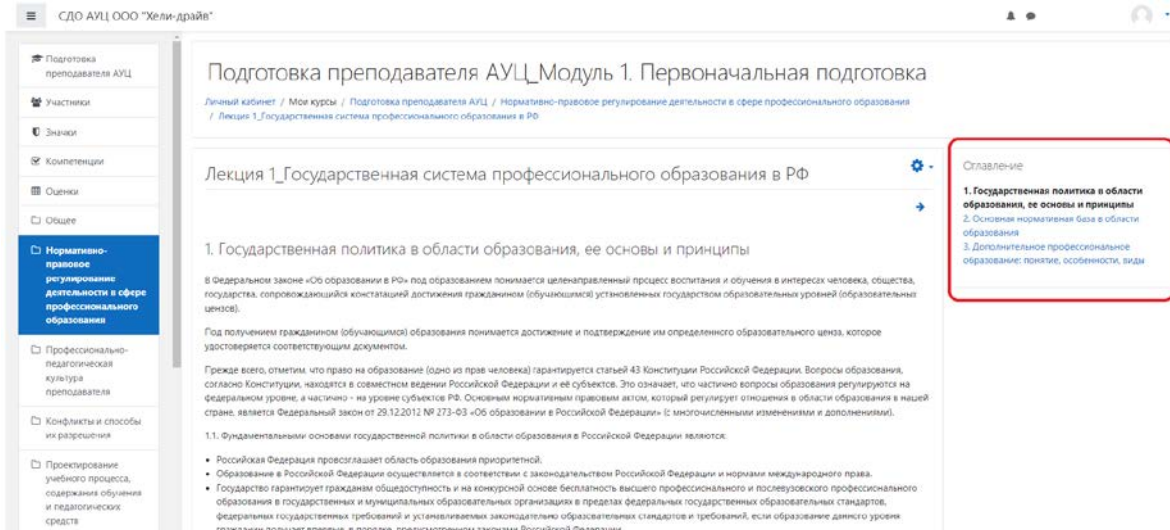 СДО АУЦ ООО "Хели-драйв"
Подготовка
преподавателя АУЦ
Участники
Значки
Компетенции
Оценки
Общее
Нормативно-
правовое
регулирование
деятельности в сфере
профессионального
образования
Профессионально-
педагогическая
культура
преподавателя
Конфликты и способы
их разрешения
Проектирование
учебного процесса,
содержания обучения
и педагогических
средств
Подготовка преподавателя АУЦ_Модуль 1. Первоначальная подготовка
Личный кабинет / Мои курсы / Подготовка преподавателя АУЦ / Нормативно-правовое регулирование деятельности в сфере профессионального образования
/ Лекция 1_Государственная система профессионального образования в РФ
Лекция 1_Государственная система профессионального образования в РФ
1. Государственная политика в области образования, ее основы и принципы
В Федеральном законе «Об образовании в РФ» под образованием понимается целенаправленный процесс воспитания и обучения в интересах человека, общества,
государства, сопровождающийся констатацией достижения гражданином (обучающимся) установленных государством образовательных уровней (образовательных
цензов).
Под получением гражданином (обучающимся) образования понимается достижение и подтверждение им определенного образовательного ценза, которое
удостоверяется соответствующим документом.
Прежде всего, отметим, что право на образование (одно из прав человека) гарантируется статьей 43 Конституции Российской Федерации. Вопросы образования,
согласно Конституции, находятся в совместном ведении Российской Федерации и её субъектов. Это означает, что частично вопросы образования регулируются на
федеральном уровне, а частично - на уровне субъектов РФ. Основным нормативным правовым актом, который регулирует отношения в области образования в нашей
стране, является Федеральный закон от 29.12.2012 № 273-ФЗ «Об образовании в Российской Федерации» (с многочисленными изменениями и дополнениями).
1.1. Фундаментальными основами государственной политики в области образования в Российской Федерации являются:
• Российская Федерация провозглашает область образования приоритетной.
• Образование в Российской Федерации осуществляется в соответствии с законодательством Российской Федерации и нормами международного права.
• Государство гарантирует гражданам общедоступность и на конкурсной основе бесплатность высшего профессионального и послевузовского профессионального
образования в государственных и муниципальных образовательных организациях в пределах федеральных государственных образовательных стандартов,
федеральных государственных требований и устанавливаемых законодательно образовательных стандартов и требований, если образование данного уровня
гражданин получает впервые, в порядке, предусмотренном законами Российской Федерации.
Оглавление
1. Государственная политика в области
образования, ее основы и принципы
2. Основная нормативная база в области
образования
3. Дополнительное профессиональное
образование: понятие, особенности, виды